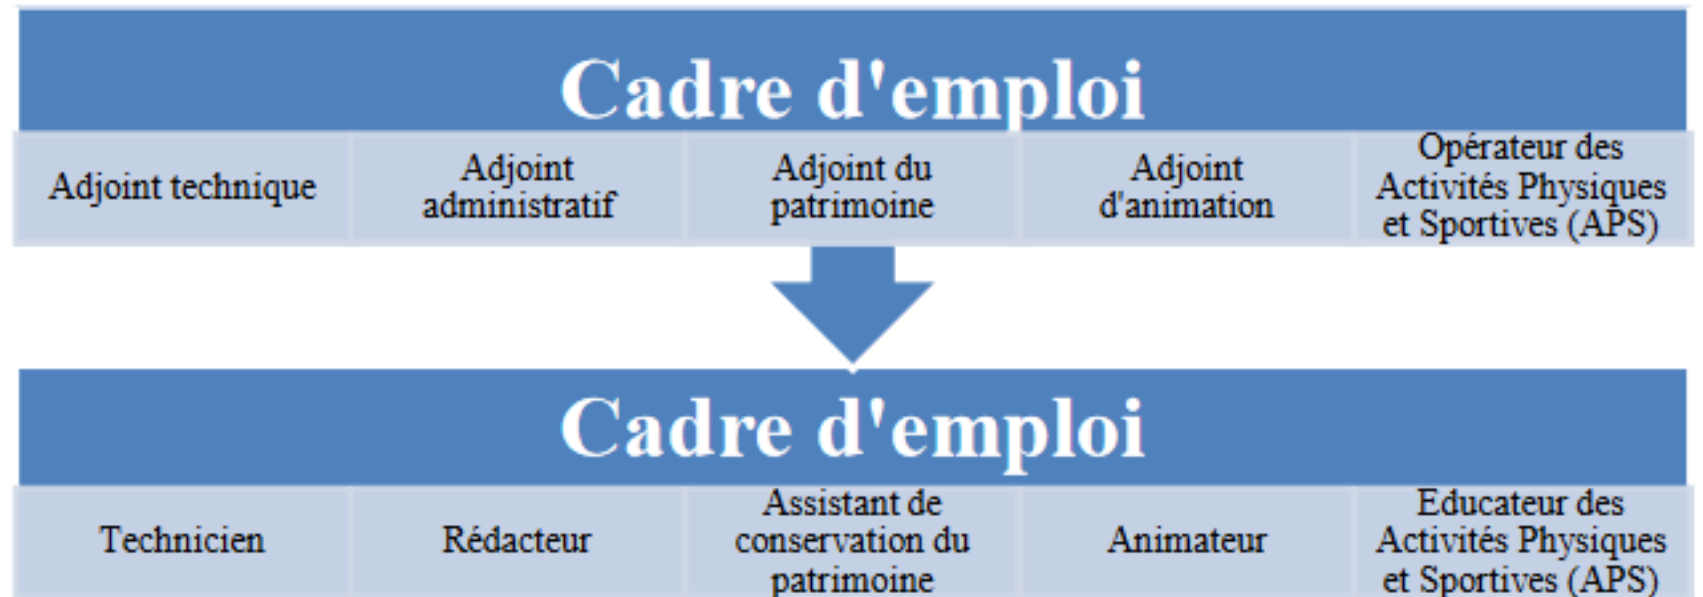 Cadre d'emploi
Adjoint technique
Adjoint
administratif
Adjoint du
patrimoine
Adjoint
d'animation
Opérateur des
Activités Physiques
et Sportives (APS)
Cadre d'emploi
Technicien
Rédacteur
Assistant de
conservation du
patrimoine
Animateur
Educateur des
Activités Physiques
et Sportives (APS)